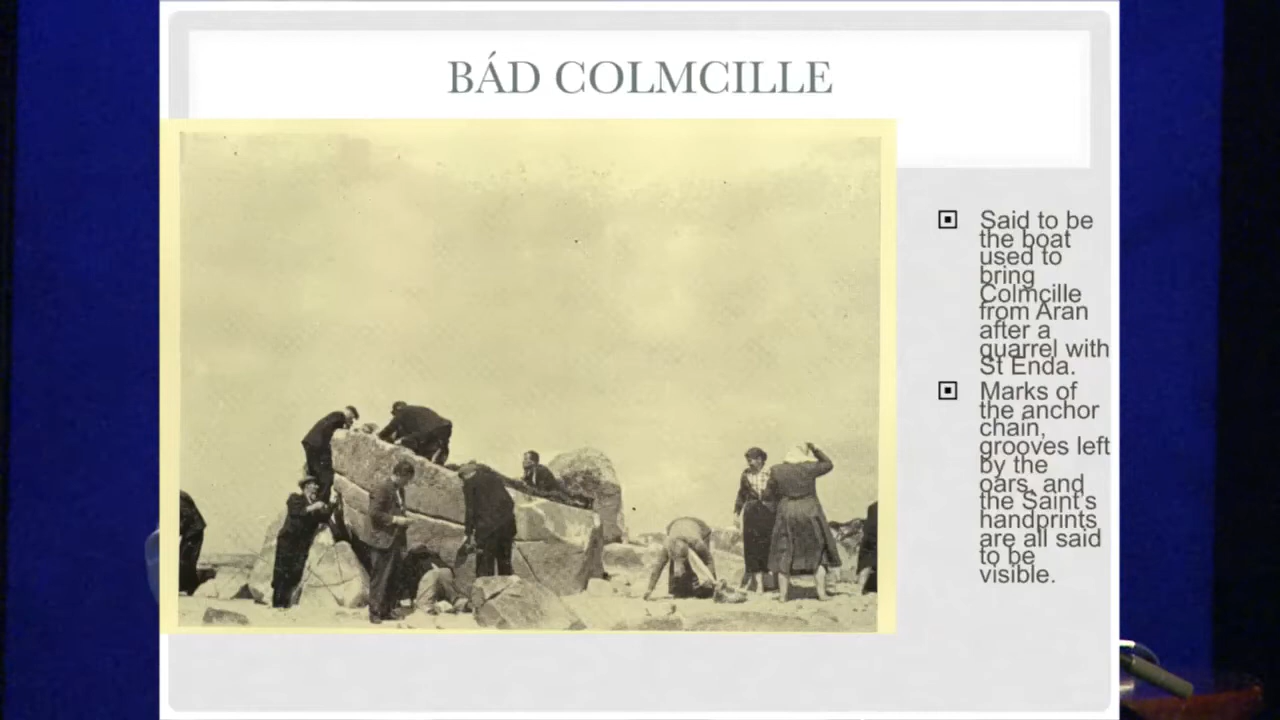 BÁD COLMCILLE
Said to be
the boat
used to
bring
Colmcille
from Aran
after a
quarrel with
St Enda.
Marks of
the anchor
chain,
grooves left
by the
oars, and
the Saint's
handprints
are all said
to be
visible.